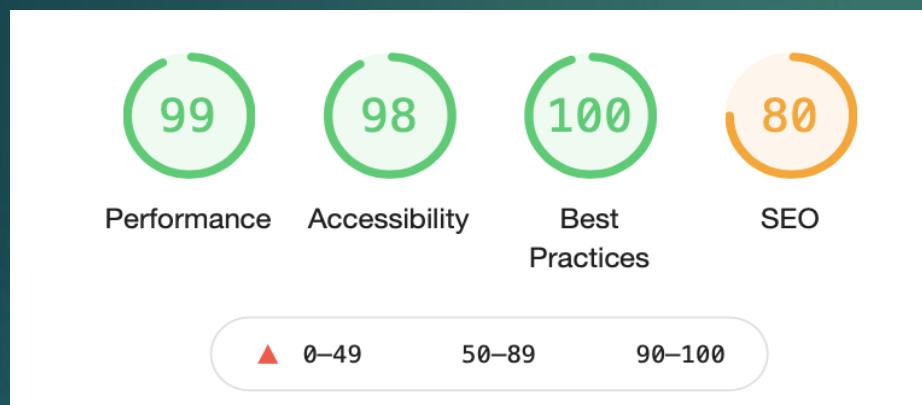 99 98 100 80
Performance Accessibility Best SEO
Practices
0–49 50–89 90–100